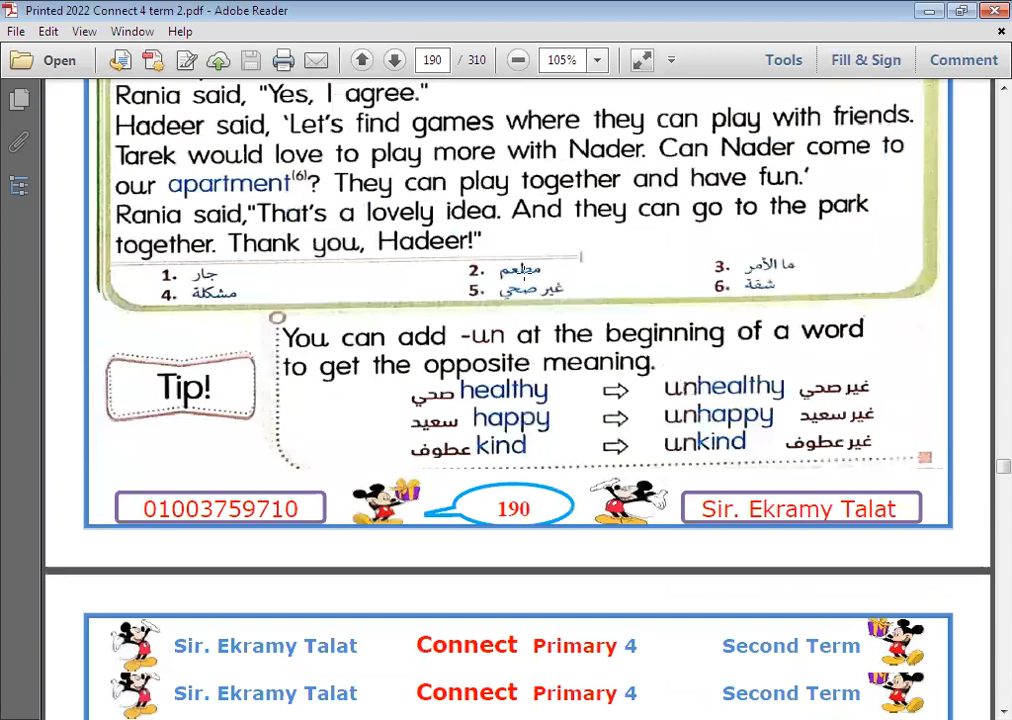 Printed 2022 Connect 4 term 2.pdf - Adobe Reader
File Edit View Window Help
Open 190 / 310 105% Tools Fill & Sign Comment
Rania said, "Yes, I agree."
Hadeer said, 'Let's find games where they can play with friends.
Tarek would love to play more with Nader. Can Nader come to
our apartment(6)? They can play together and have fun.'
Rania said,"That's a lovely idea. And they can go to the park
together. Thank you, Hadeer!"
1. جار 2. مطعم 3. ما الأمر
4. مشكلة 5. غير صحي 6. شقة
You can add -un at the beginning of a word
to get the opposite meaning.
Tip!
صحي healthy ⇨ unhealthy غير صحي
سعيد happy ⇨ unhappy غير سعيد
عطوف kind ⇨ unkind غير عطوف
01003759710 190 Sir. Ekramy Talat
Sir. Ekramy Talat Connect Primary 4 Second Term
Sir. Ekramy Talat Connect Primary 4 Second Term